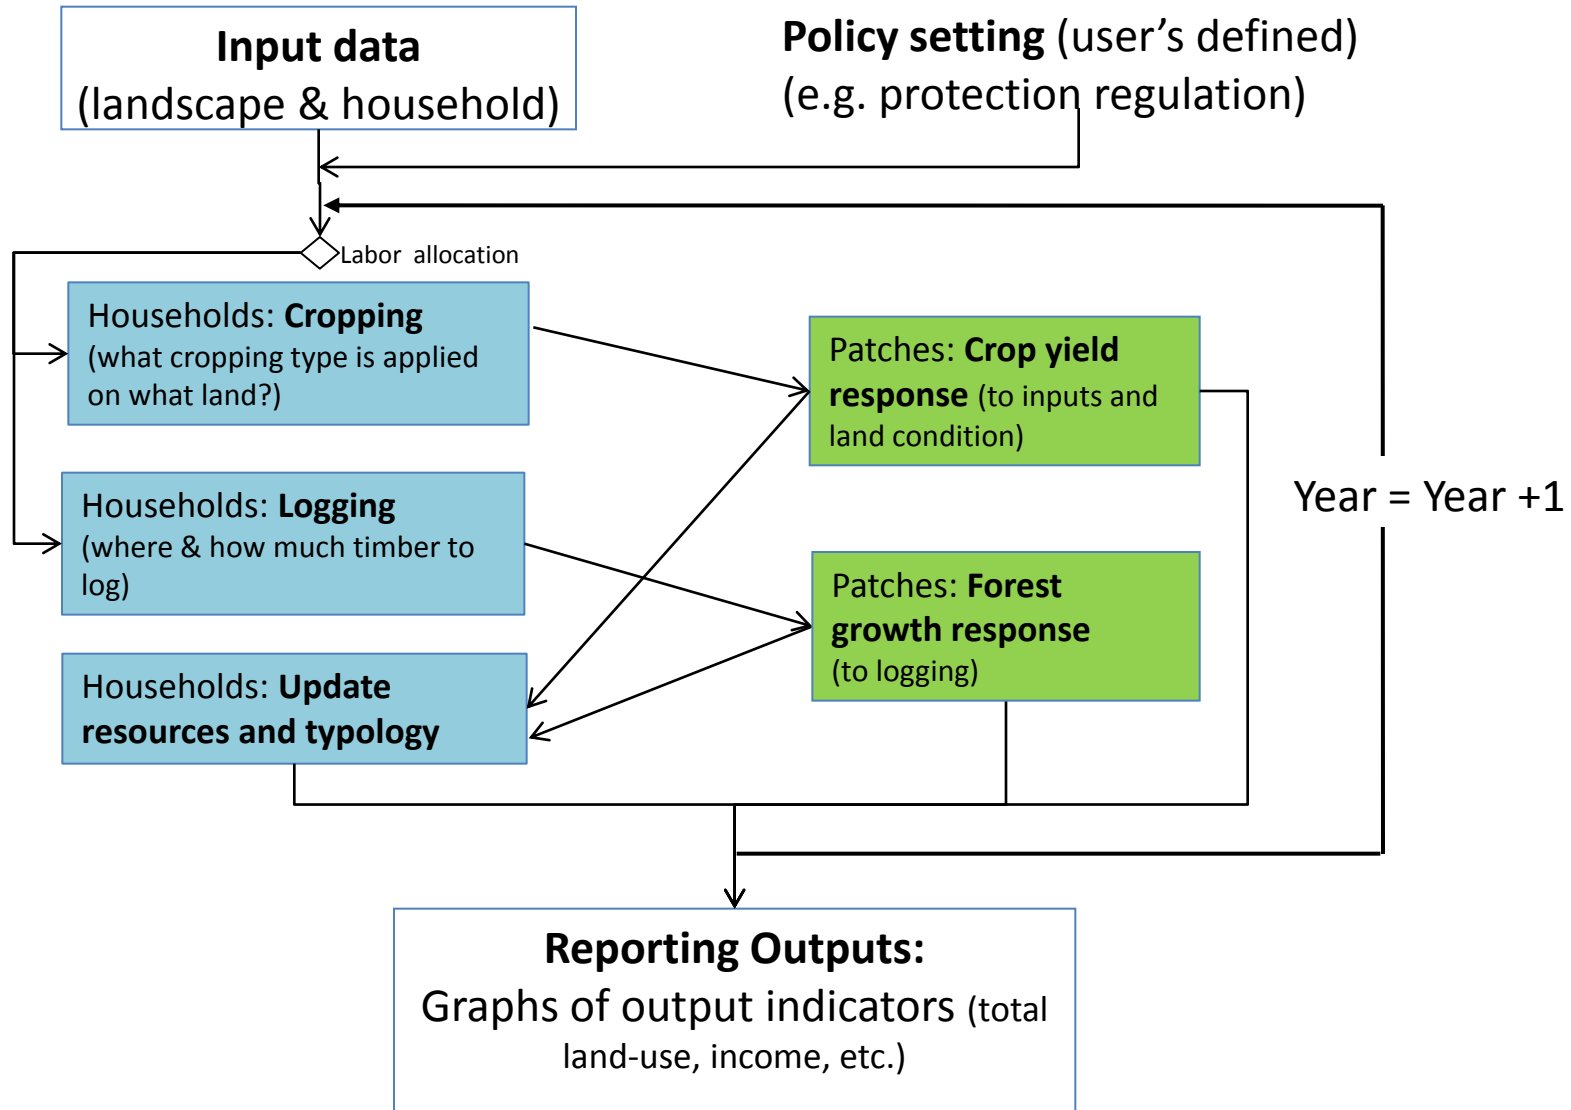 Input data
(landscape & household)
Policy setting (user’s defined)
(e.g. protection regulation)
Labor allocation
Households: Cropping
(what cropping type is applied
on what land?)
Patches: Crop yield
response (to inputs and
land condition)
Households: Logging
(where & how much timber to
log)
Year = Year +1
Patches: Forest
growth response
(to logging)
Households: Update
resources and typology
Reporting Outputs:
Graphs of output indicators (total
land-use, income, etc.)